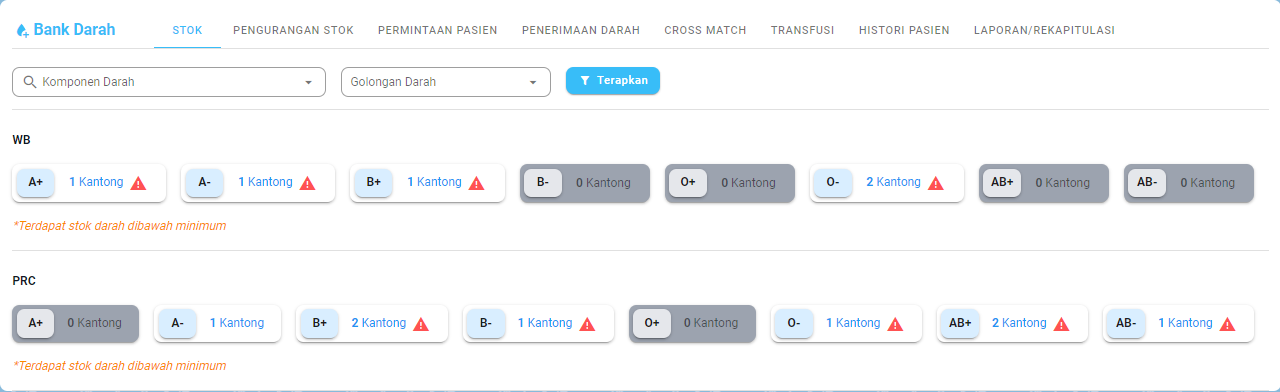 Bank Darah STOK PENGURANGAN STOK PERMINTAAN PASIEN PENERIMAAN DARAH CROSS MATCH TRANSFUSI HISTORI PASIEN LAPORAN/REKAPITULASI
Komponen Darah Golongan Darah Terapkan
WB
A+ 1 Kantong A- 1 Kantong B+ 1 Kantong B- 0 Kantong O+ 0 Kantong O- 2 Kantong AB+ 0 Kantong AB- 0 Kantong
*Terdapat stok darah dibawah minimum
PRC
A+ 0 Kantong A- 1 Kantong B+ 2 Kantong B- 1 Kantong O+ 0 Kantong O- 1 Kantong AB+ 2 Kantong AB- 1 Kantong
*Terdapat stok darah dibawah minimum